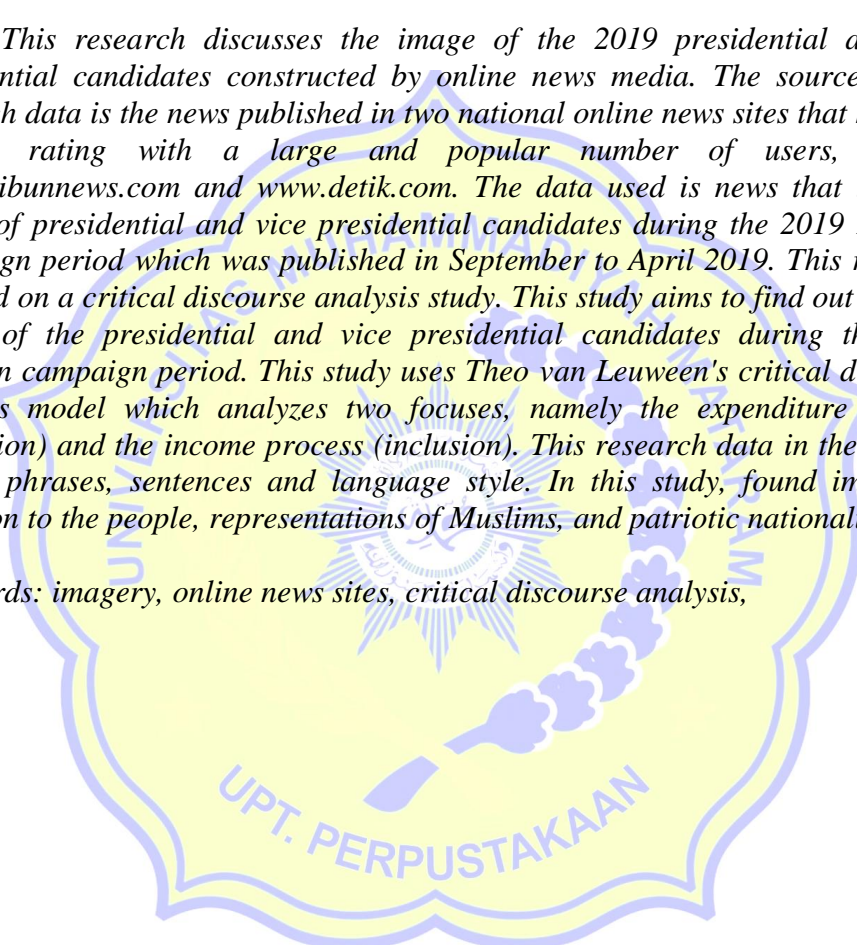 This research discusses the image of the 2019 presidential a
ential candidates constructed by online news media. The source
h data is the news published in two national online news sites that
rating with a large and popular number of users,
ibunnews.com and www.detik.com. The data used is news that
of presidential and vice presidential candidates during the 2019
gn period which was published in September to April 2019. This
d on a critical discourse analysis study. This study aims to find out
of the presidential and vice presidential candidates during th
n campaign period. This study uses Theo van Leuween's critical d
s model which analyzes two focuses, namely the expenditure
ion) and the income process (inclusion). This research data in the
phrases, sentences and language style. In this study, found im
on to the people, representations of Muslims, and patriotic national
rds: imagery, online news sites, critical discourse analysis,
UNIVERSITAS MUHAMMADIYAH MATARAM
UPT. PERPUSTAKAAN